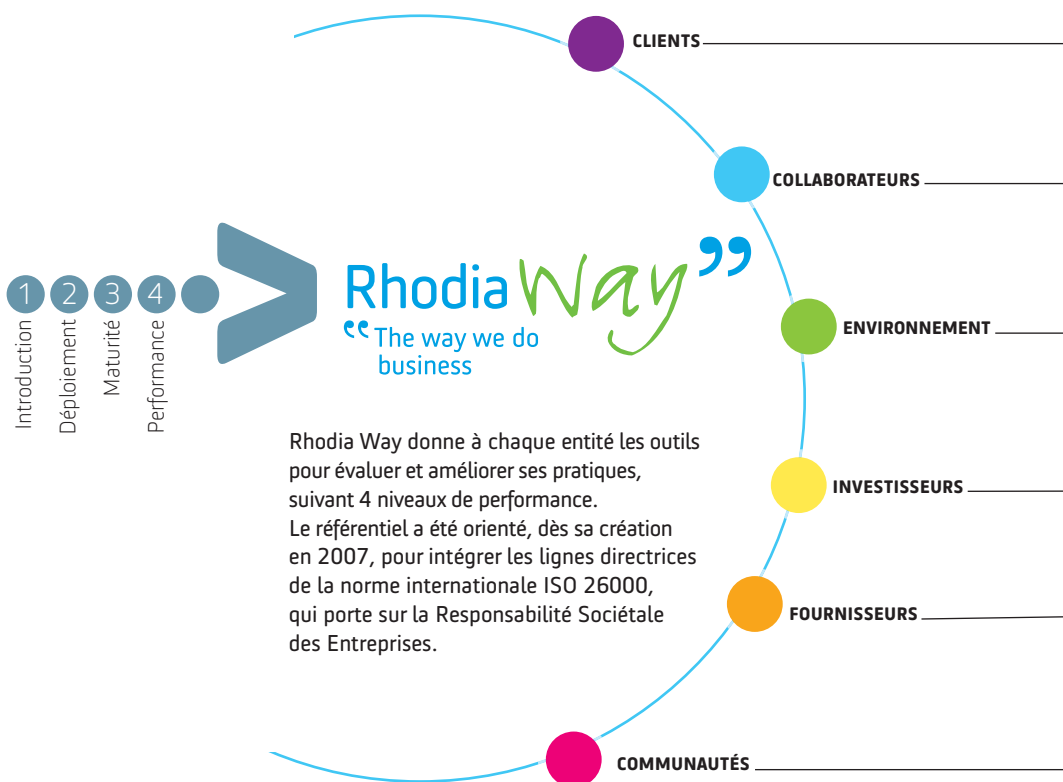 CLIENTS
COLLABORATEURS
1 2 3 4
Introduction
Déploiement
Maturité
Performance
Rhodia Way ”
“ The way we do
business
ENVIRONNEMENT
Rhodia Way donne à chaque entité les outils
pour évaluer et améliorer ses pratiques,
suivant 4 niveaux de performance.
Le référentiel a été orienté, dès sa création
en 2007, pour intégrer les lignes directrices
de la norme internationale ISO 26000,
qui porte sur la Responsabilité Sociétale
des Entreprises.
INVESTISSEURS
FOURNISSEURS
COMMUNAUTÉS